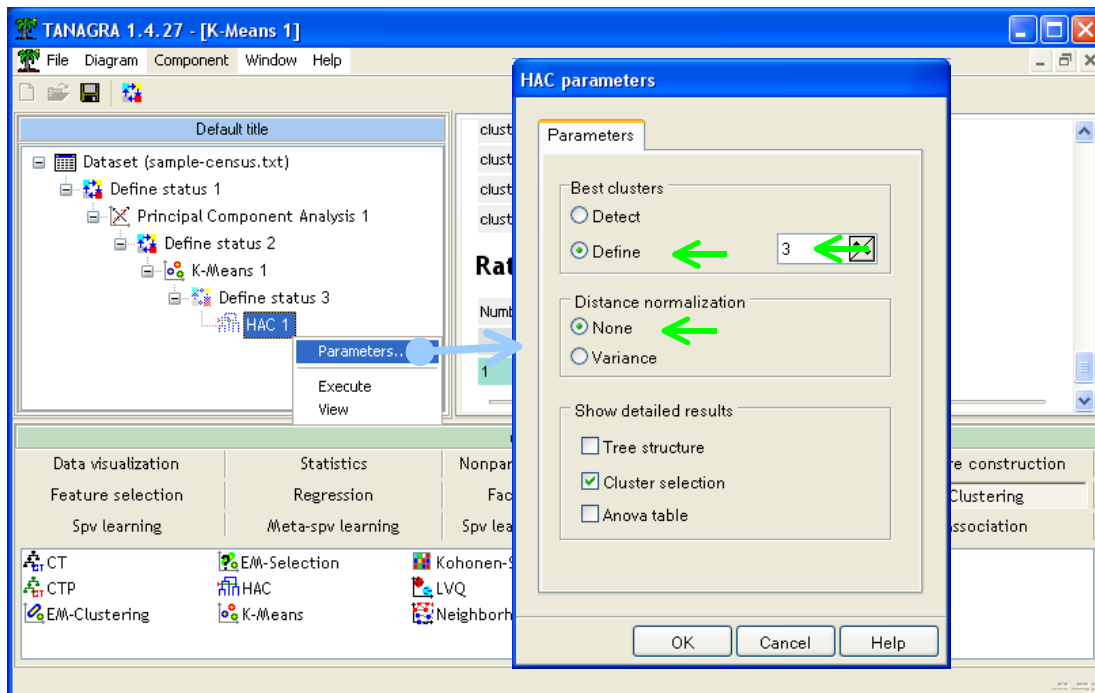 TANAGRA 1.4.27 - [K-Means 1]
File Diagram Component Window Help
Default title
Dataset (sample-census.txt)
Define status 1
Principal Component Analysis 1
Define status 2
K-Means 1
Define status 3
HAC 1
Parameters...
Execute
View
clust
clust
clust
clust
Rat
Numb
1
HAC parameters
Parameters
Best clusters
Detect
Define
3
Distance normalization
None
Variance
Show detailed results
Tree structure
Cluster selection
Anova table
OK Cancel Help
Data visualization Statistics Nonpar re construction
Feature selection Regression Fac Clustering
Spv learning Meta-spv learning Spv lea association
CT EM-Selection Kohonen-S
CTP HAC LVQ
EM-Clustering K-Means Neighborh